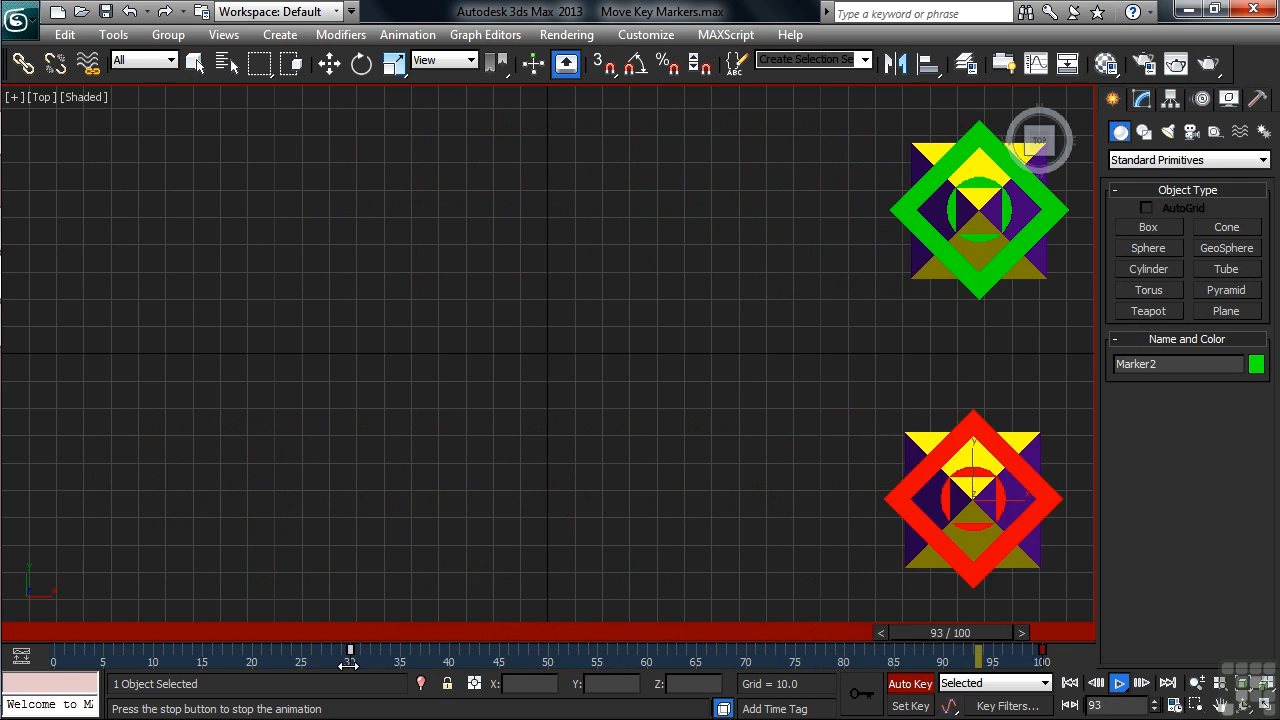 Workspace: Default
Autodesk 3ds Max 2013 Move Key Markers.max
Type a keyword or phrase
Edit Tools Group Views Create Modifiers Animation Graph Editors Rendering Customize MAXScript Help
All View Create Selection Se
[+] [Top] [Shaded]
TOP
Standard Primitives
Object Type
AutoGrid
Box Cone
Sphere GeoSphere
Cylinder Tube
Torus Pyramid
Teapot Plane
Name and Color
Marker2
y
z
y
x
< 93 / 100 >
0 5 10 15 20 25 30 35 40 45 50 55 60 65 70 75 80 85 90 95 100
1 Object Selected X: Y: Z: Grid = 10.0 Auto Key Selected
Welcome to M Press the stop button to stop the animation Add Time Tag Set Key Key Filters... 93